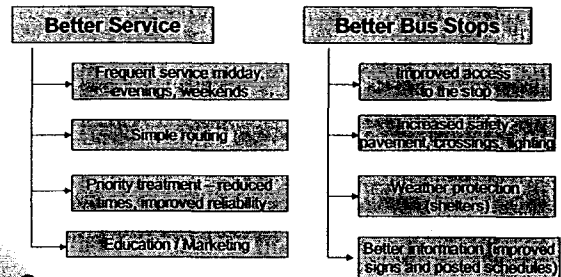 Better Service
Frequent service midday,
evenings, weekends
Simple routing
Priority treatment – reduced
times, improved reliability
Education / Marketing
Better Bus Stops
Improved access
to the stop
Increased safety -
pavement, crossings, lighting
Weather protection
(shelters)
Better information (improved
signs and posted schedules)